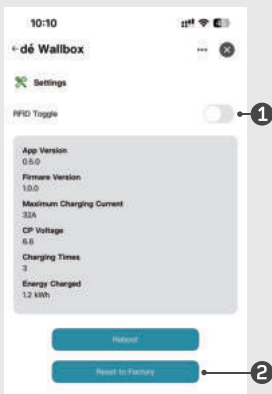 10:10
dé Wallbox
Settings
RFID Toggle
1
App Version
0.5.0
Firmare Version
1.0.0
Maximum Charging Current
32A
CP Voltage
6.6
Charging Times
3
Energy Charged
1.2 kWh
Reboot
Reset to Factory
2